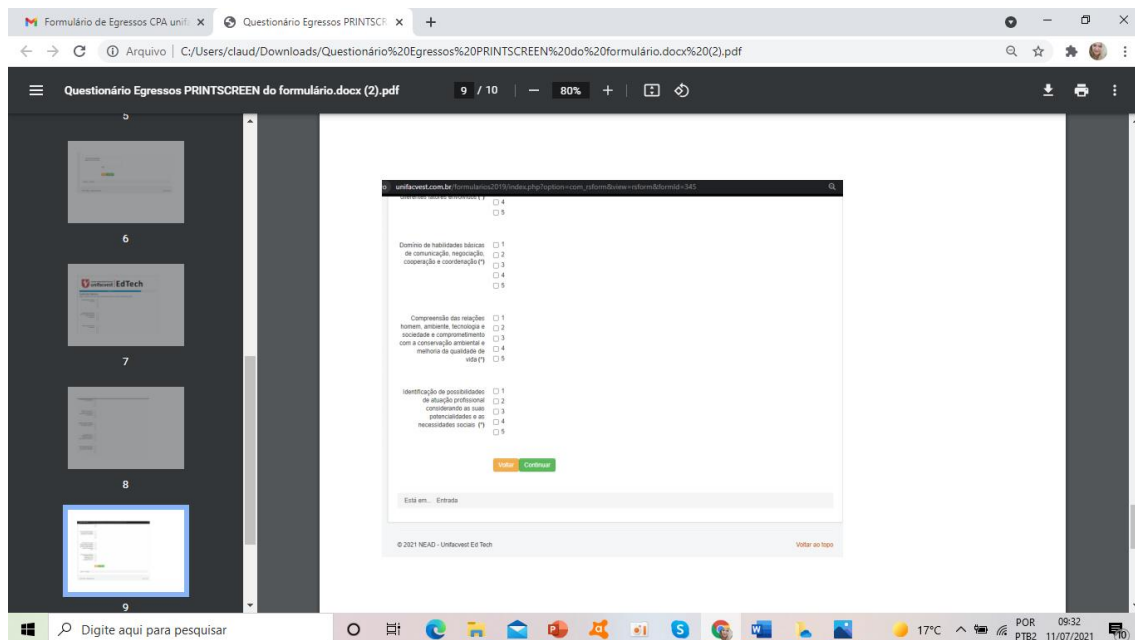 Formulário de Egressos CPA unif
Questionário Egressos PRINTSCR
Arquivo | C:/Users/claud/Downloads/Questionário%20Egressos%20PRINTSCREEN%20do%20formulário.docx%20(2).pdf
Questionário Egressos PRINTSCREEN do formulário.docx (2).pdf
9 / 10
80%
5
6
unifacvest EdTech
7
8
9
unifacvest.com.br/formularios2019/index.php?option=com_rsform&view=rsform&formId=345
diferentes fatores envolvidos (*)
4
5
Domínio de habilidades básicas
de comunicação, negociação,
cooperação e coordenação (*)
1
2
3
4
5
Compreensão das relações
homem, ambiente, tecnologia e
sociedade e comprometimento
com a conservação ambiental e
melhoria da qualidade de
vida (*)
1
2
3
4
5
Identificação de possibilidades
de atuação profissional
considerando as suas
potencialidades e as
necessidades sociais (*)
1
2
3
4
5
Voltar
Continuar
Está em... Entrada
© 2021 NEAD - Unifacvest Ed Tech
Voltar ao topo
Digite aqui para pesquisar
17°C
POR
PTB2
09:32
11/07/2021